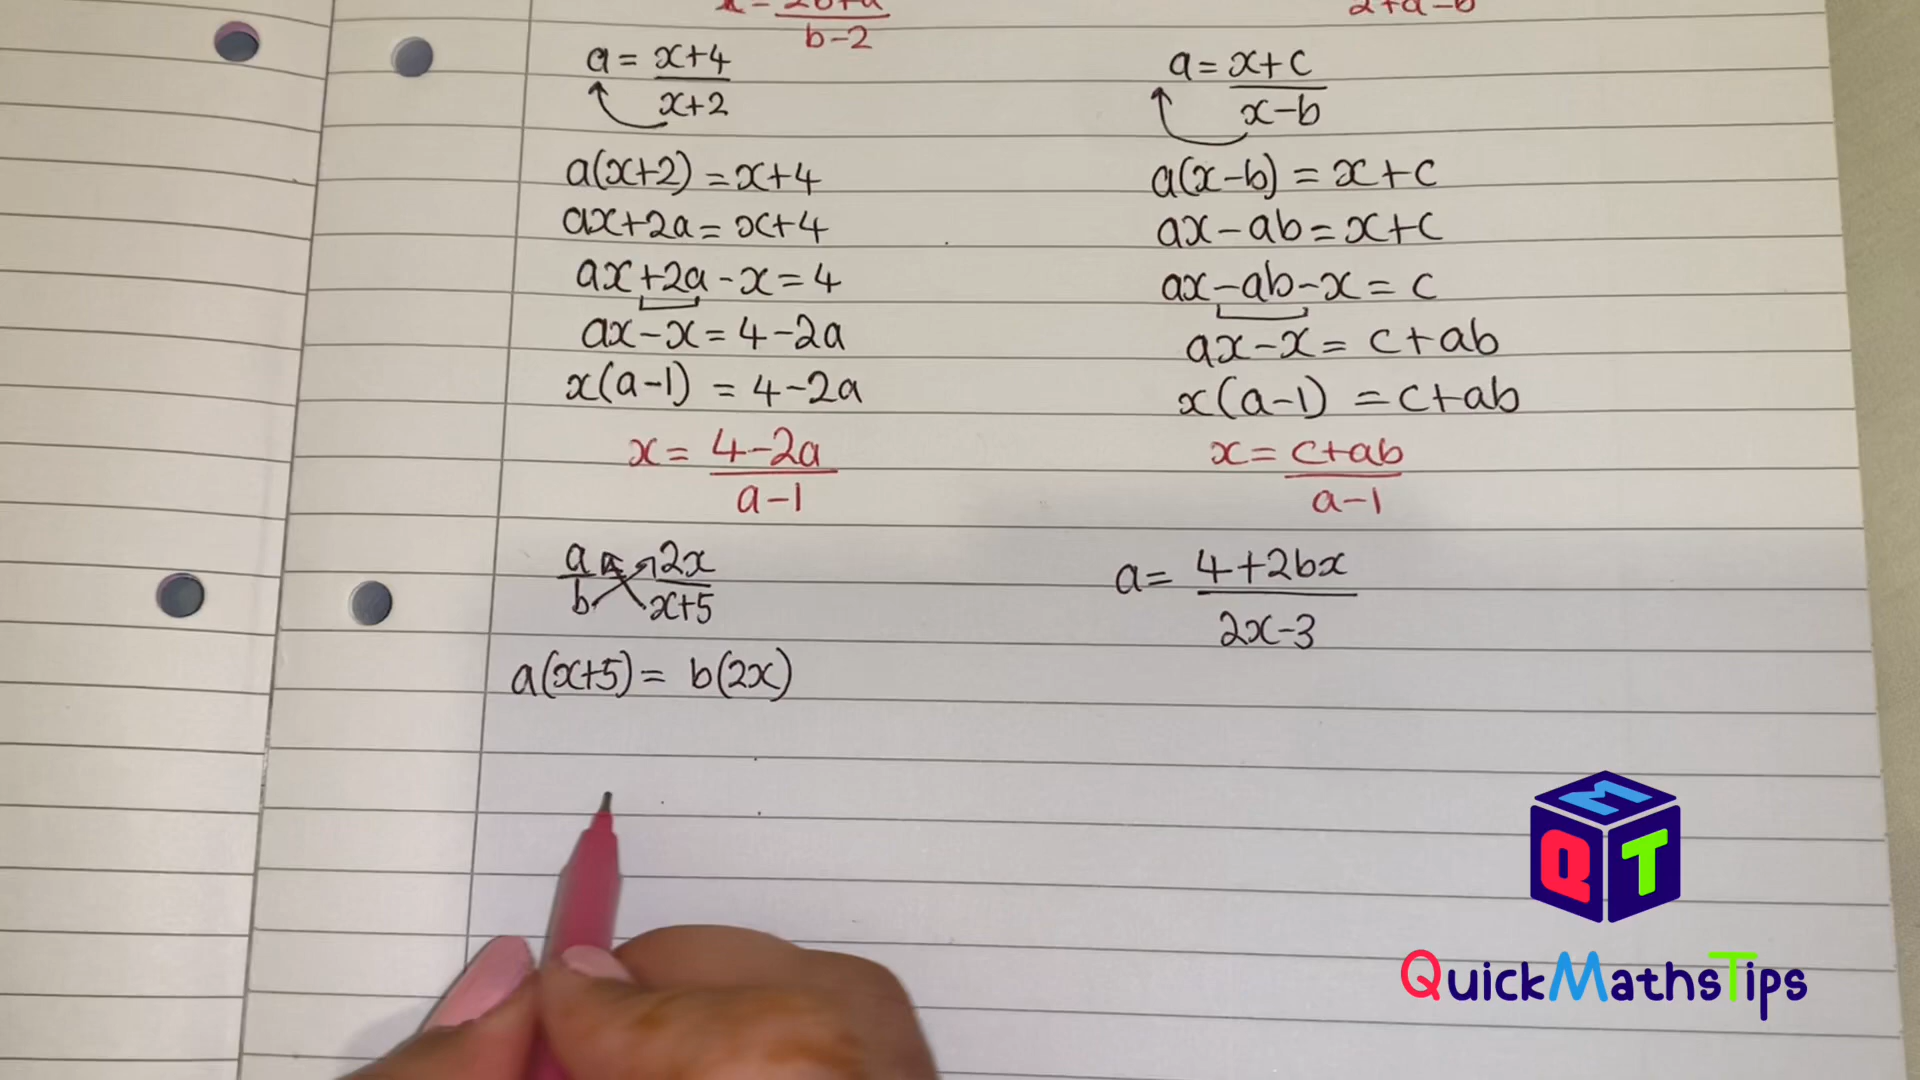 b-2
a = x+4
x+2
a(x+2) = x+4
ax+2a = x+4
ax+2a-x = 4
ax-x = 4-2a
x(a-1) = 4-2a
x = 4-2a
a-1
a = x+c
x-b
a(x-b) = x+c
ax-ab = x+c
ax-ab-x = c
ax-x = c+ab
x(a-1) = c+ab
x = c+ab
a-1
a 2x
b x+5
a(x+5) = b(2x)
a = 4+2bx
2x-3
M
Q T
QuickMathsTips